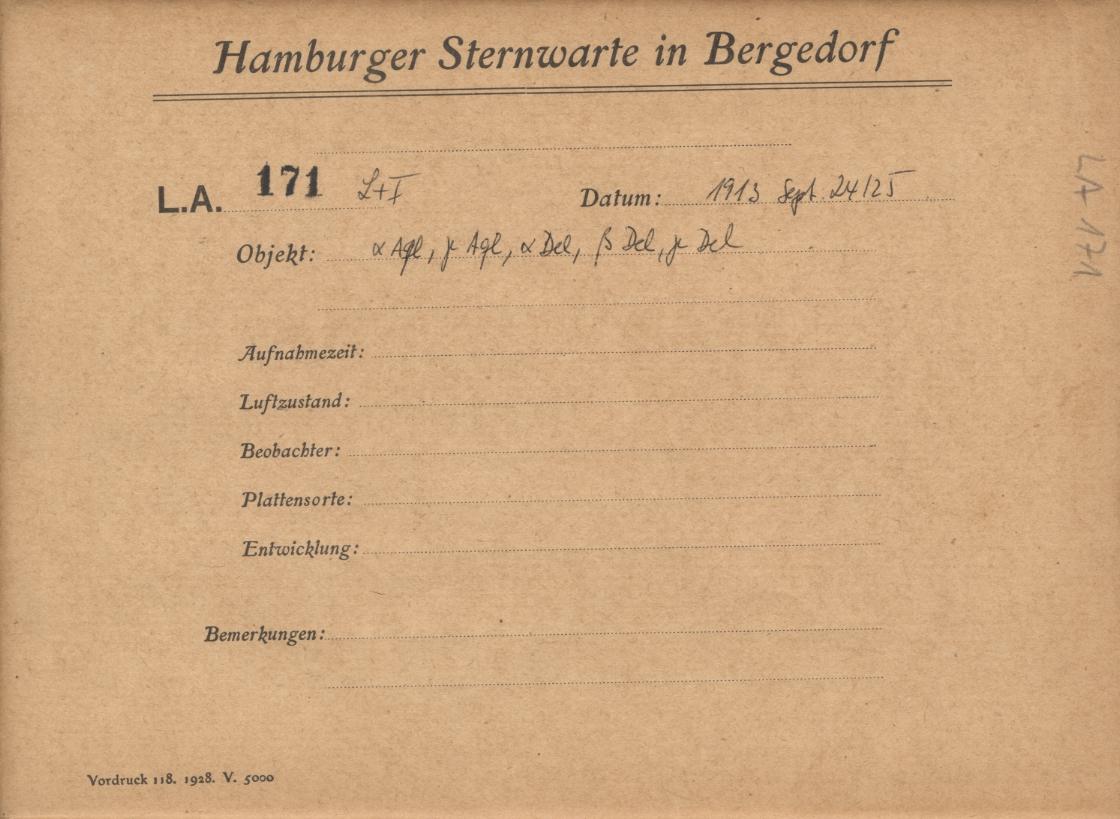 Hamburger Sternwarte in Bergedorf
L.A. 171 L+I Datum: 1913 Sept. 24/25
Objekt: α Aql, γ Aql, α Del, β Del, γ Del
Aufnahmezeit:
Luftzustand:
Beobachter:
Plattensorte:
Entwicklung:
Bemerkungen:
Vordruck 118. 1928. V. 5000
LA 171